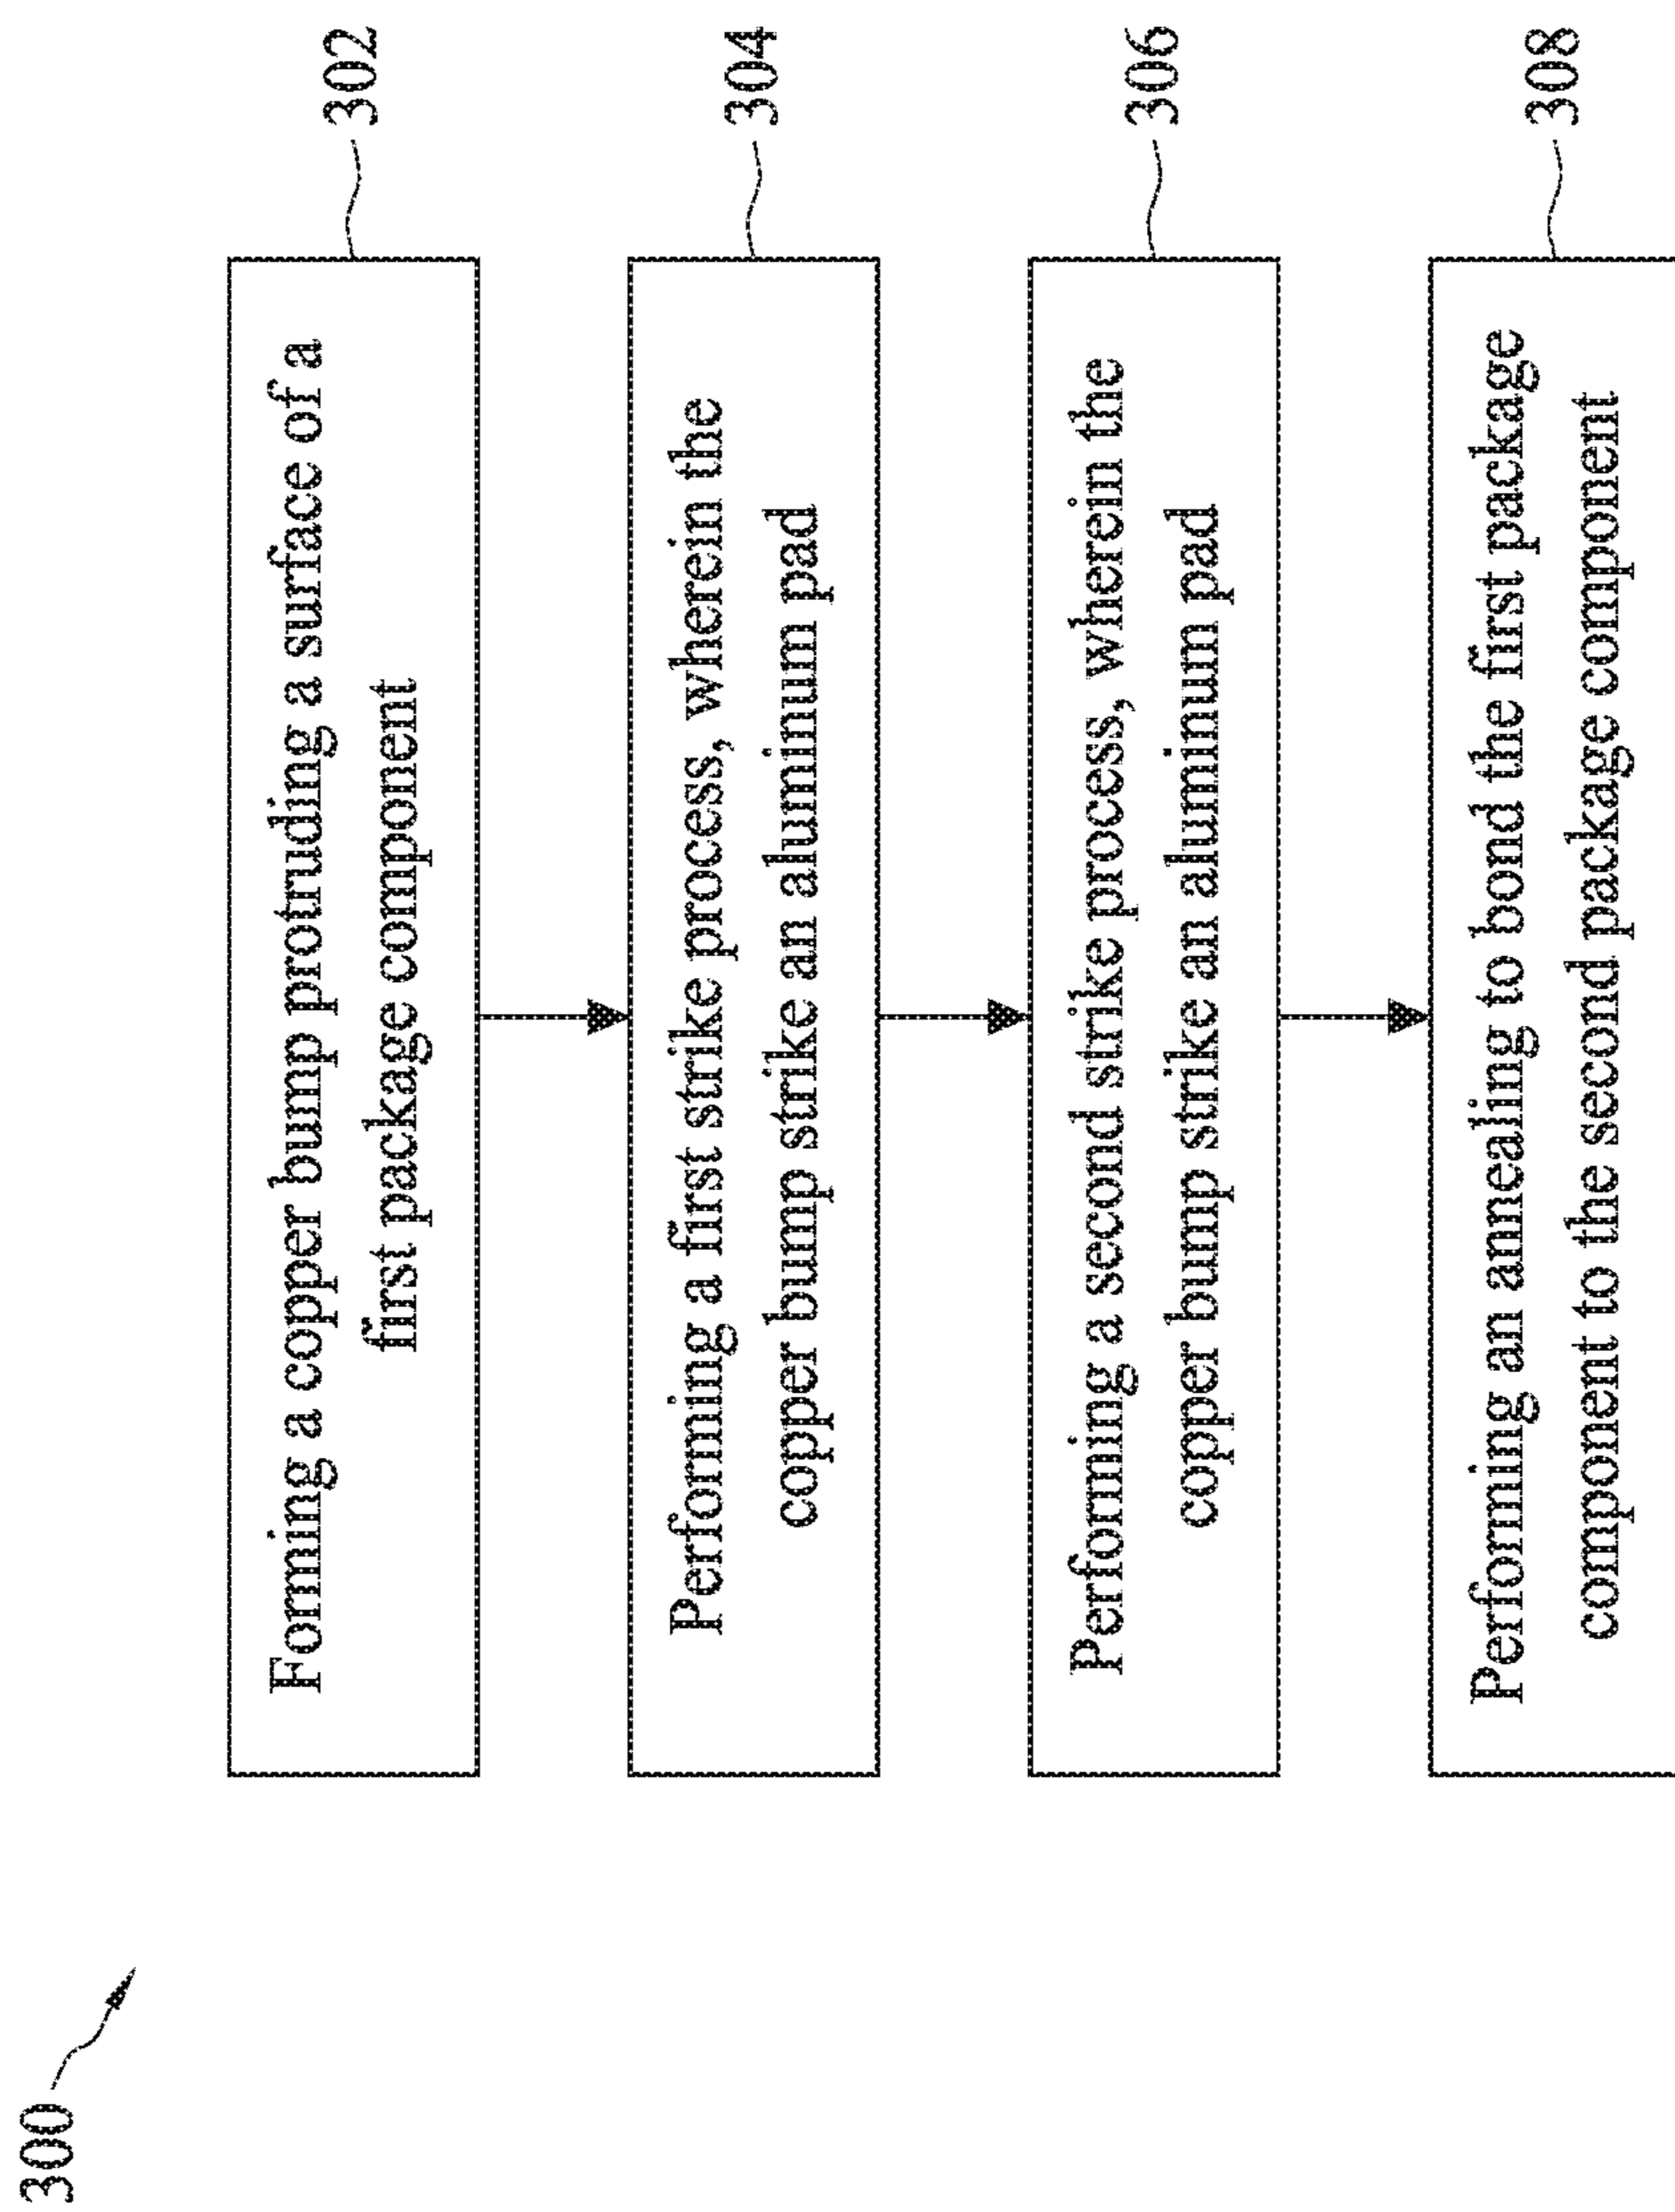 300
Forming a copper bump protruding a surface of a
first package component
302
Performing a first strike process, wherein the
copper bump strike an aluminum pad
304
Performing a second strike process, wherein the
copper bump strike an aluminum pad
306
Performing an annealing to bond the first package
component to the second package component
308